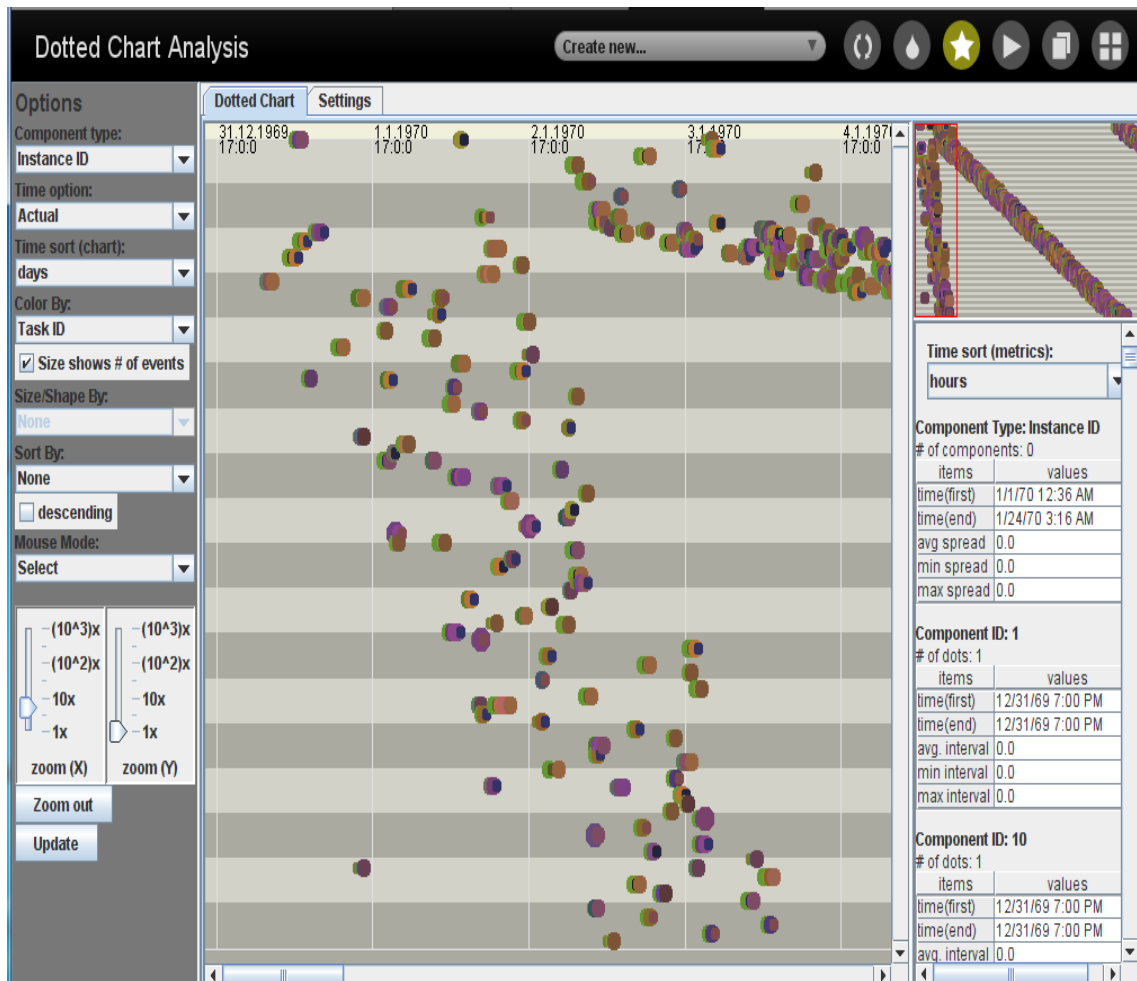 Dotted Chart Analysis
Create new...
Options
Component type:
Instance ID
Time option:
Actual
Time sort (chart):
days
Color By:
Task ID
Size shows # of events
Size/Shape By:
None
Sort By:
None
descending
Mouse Mode:
Select
(10^3)x
(10^2)x
10x
1x
zoom (X)
(10^3)x
(10^2)x
10x
1x
zoom (Y)
Zoom out
Update
Dotted Chart
Settings
31.12.1969
17:0:0
1.1.1970
17:0:0
2.1.1970
17:0:0
4.1.197
17:0:0
Time sort (metrics):
hours
Component Type: Instance ID
# of components: 0
items values
time(first) 1/1/70 12:36 AM
time(end) 1/24/70 3:16 AM
avg spread 0.0
min spread 0.0
max spread 0.0
Component ID: 1
# of dots: 1
items values
time(first) 12/31/69 7:00 PM
time(end) 12/31/69 7:00 PM
avg. interval 0.0
min interval 0.0
max interval 0.0
Component ID: 10
# of dots: 1
items values
time(first) 12/31/69 7:00 PM
time(end) 12/31/69 7:00 PM
avg. interval 0.0